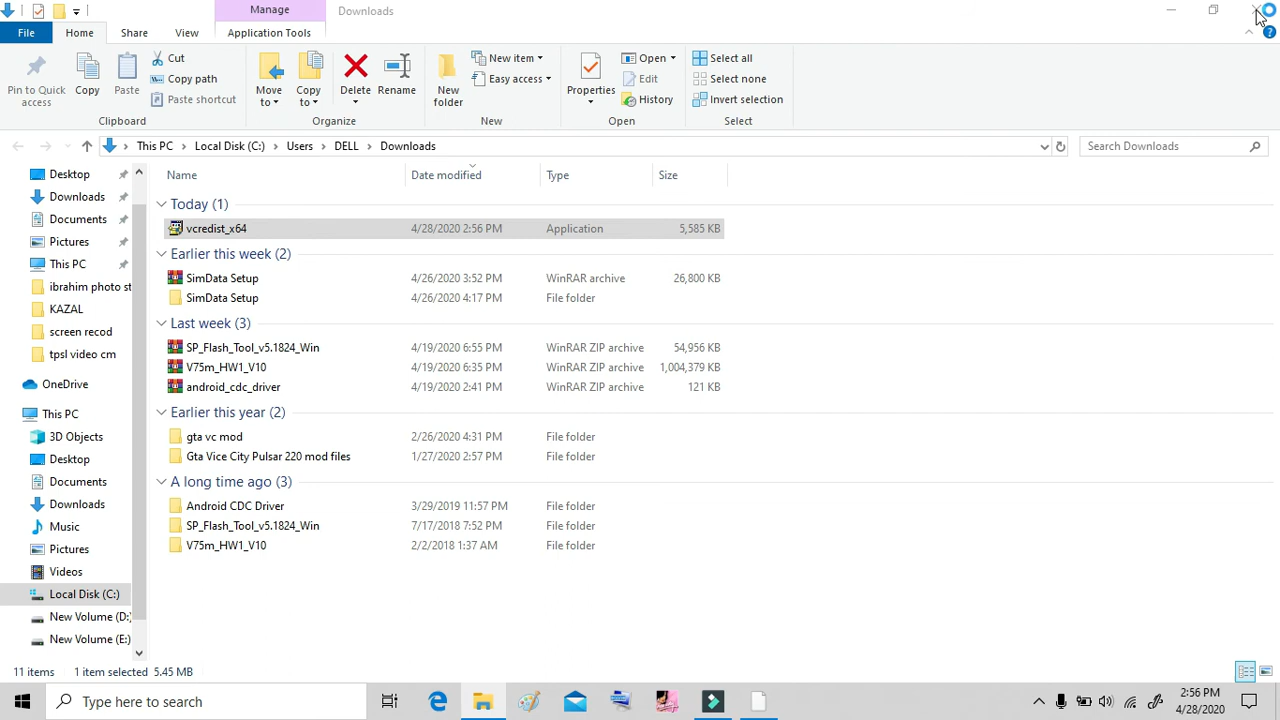 Manage Downloads
File Home Share View Application Tools
Pin to Quick access
Copy
Paste
Cut
Copy path
Paste shortcut
Clipboard
Move to
Copy to
Delete
Rename
Organize
New folder
New item
Easy access
New
Properties
Open
Edit
History
Open
Select all
Select none
Invert selection
Select
This PC Local Disk (C:) Users DELL Downloads
Search Downloads
Desktop
Downloads
Documents
Pictures
This PC
ibrahim photo st
KAZAL
screen recod
tpsl video cm
OneDrive
This PC
3D Objects
Desktop
Documents
Downloads
Music
Pictures
Videos
Local Disk (C:)
New Volume (D:)
New Volume (E:)
Name Date modified Type Size
Today (1)
vcredist_x64 4/28/2020 2:56 PM Application 5,585 KB
Earlier this week (2)
SimData Setup 4/26/2020 3:52 PM WinRAR archive 26,800 KB
SimData Setup 4/26/2020 4:17 PM File folder
Last week (3)
SP_Flash_Tool_v5.1824_Win 4/19/2020 6:55 PM WinRAR ZIP archive 54,956 KB
V75m_HW1_V10 4/19/2020 6:35 PM WinRAR ZIP archive 1,004,379 KB
android_cdc_driver 4/19/2020 2:41 PM WinRAR ZIP archive 121 KB
Earlier this year (2)
gta vc mod 2/26/2020 4:31 PM File folder
Gta Vice City Pulsar 220 mod files 1/27/2020 2:57 PM File folder
A long time ago (3)
Android CDC Driver 3/29/2019 11:57 PM File folder
SP_Flash_Tool_v5.1824_Win 7/17/2018 7:52 PM File folder
V75m_HW1_V10 2/2/2018 1:37 AM File folder
11 items 1 item selected 5.45 MB
Type here to search
2:56 PM
4/28/2020